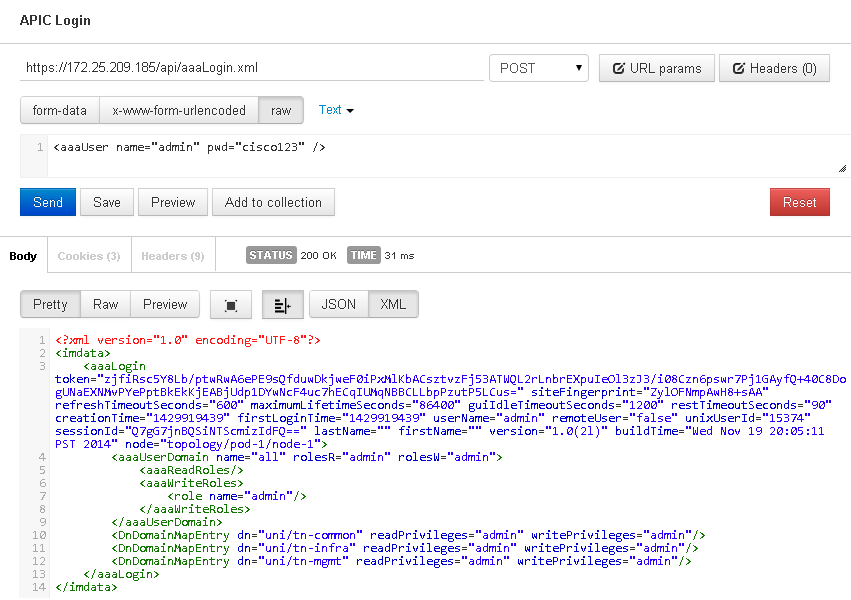 APIC Login
https://172.25.209.185/api/aaaLogin.xml POST URL params Headers (0)
form-data x-www-form-urlencoded raw Text
1 <aaaUser name="admin" pwd="cisco123" />
Send Save Preview Add to collection Reset
Body Cookies (3) Headers (9) STATUS 200 OK TIME 31 ms
Pretty Raw Preview JSON XML
1 <?xml version="1.0" encoding="UTF-8"?>
2 <imdata>
3 <aaaLogin
token="zjfiRsc5Y8Lb/ptwRwA6ePE9sQfduwDkjweF0iPxMlKbACsztvzFj53ATWQL2rLnbrEXpuIeOl3zJ3/i08Czn6pswr7Pj1GAyfQ+40C8Do
gUNaEXNMvPYePptBkEkKjEABjUdp1DYwNcF4uc7hECqIUMqNBBCLLbpPzutP5LCus=" siteFingerprint="ZylOFNmpAwH8+sAA"
refreshTimeoutSeconds="600" maximumLifetimeSeconds="86400" guiIdleTimeoutSeconds="1200" restTimeoutSeconds="90"
creationTime="1429919439" firstLoginTime="1429919439" userName="admin" remoteUser="false" unixUserId="15374"
sessionId="Q7gG7jnBQSiNTScmizIdFQ==" lastName="" firstName="" version="1.0(2l)" buildTime="Wed Nov 19 20:05:11
PST 2014" node="topology/pod-1/node-1">
4 <aaaUserDomain name="all" rolesR="admin" rolesW="admin">
5 <aaaReadRoles/>
6 <aaaWriteRoles>
7 <role name="admin"/>
8 </aaaWriteRoles>
9 </aaaUserDomain>
10 <DnDomainMapEntry dn="uni/tn-common" readPrivileges="admin" writePrivileges="admin"/>
11 <DnDomainMapEntry dn="uni/tn-infra" readPrivileges="admin" writePrivileges="admin"/>
12 <DnDomainMapEntry dn="uni/tn-mgmt" readPrivileges="admin" writePrivileges="admin"/>
13 </aaaLogin>
14 </imdata>